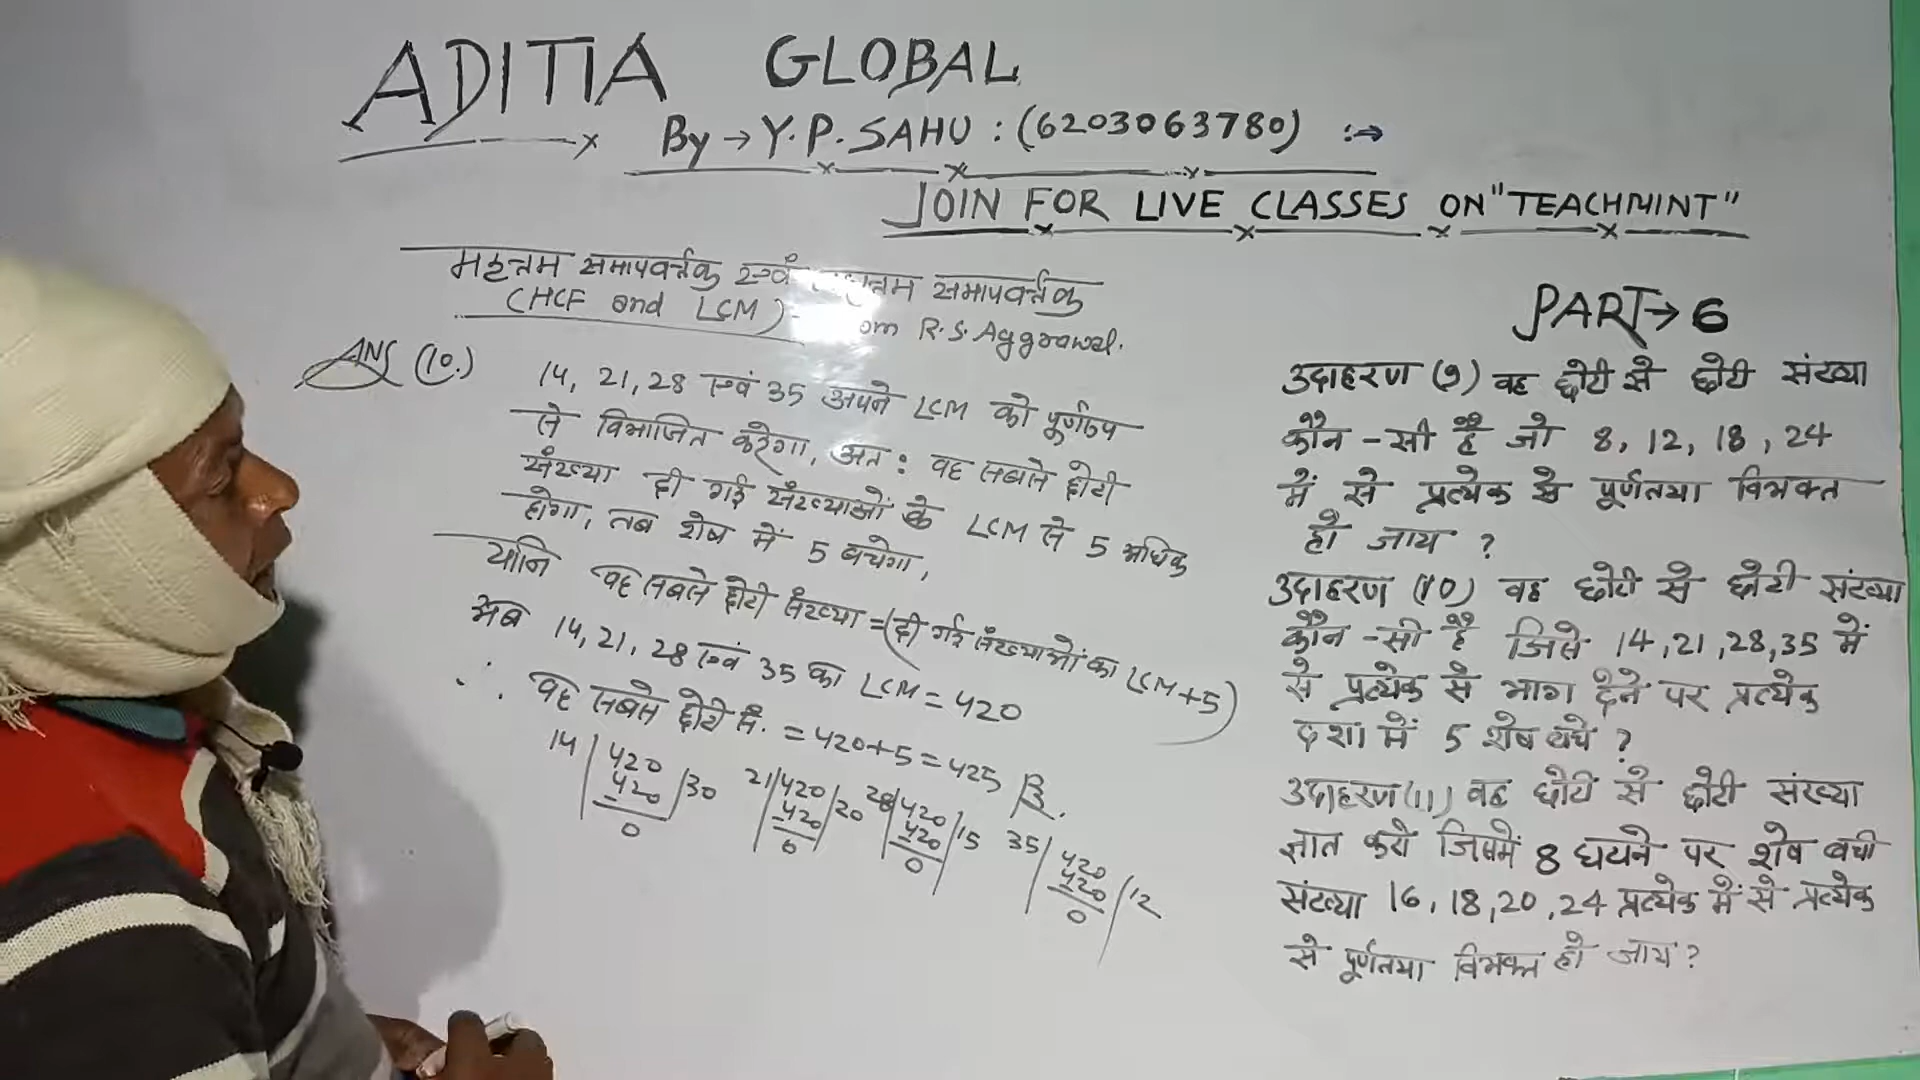 ADITIA GLOBAL
By → Y.P. SAHU : (6203063780) :→
JOIN FOR LIVE CLASSES ON "TEACHMINT"
महत्तम समापवर्त्तक एवं समापवर्त्तक
(HCF and LCM) - R.S. Aggrawal.
ANS (10.) 14, 21, 28 एवं 35 अपने LCM को पूर्णरूप
से विभाजित करेगा, अतः वह सबसे छोटी
संख्या दी गई संख्याओं के LCM से 5 अधिक
होगा, तब शेष में 5 बचेगा,
यानि वह सबसे छोटी संख्या = (दी गई संख्याओं का LCM + 5)
अब 14, 21, 28 एवं 35 का LCM = 420
∴ वह सबसे छोटी सं. = 420 + 5 = 425
14 | 420 | 30 21 | 420 | 20 28 | 420 | 15 35 | 420 | 12
420 420 420 420
0 0 0 0
PART → 6
उदाहरण (9) वह छोटी से छोटी संख्या
कौन - सी है जो 8, 12, 18, 24
में से प्रत्येक से पूर्णतया विभक्त
हो जाय ?
उदाहरण (10) वह छोटी से छोटी संख्या
कौन - सी है जिसे 14, 21, 28, 35 में
से प्रत्येक से भाग देने पर प्रत्येक
दशा में 5 शेष बचे ?
उदाहरण (11) वह छोटी से छोटी संख्या
ज्ञात करो जिसमें 8 घटाने पर शेष बची
संख्या 16, 18, 20, 24 प्रत्येक में से प्रत्येक
से पूर्णतया विभक्त हो जाय ?